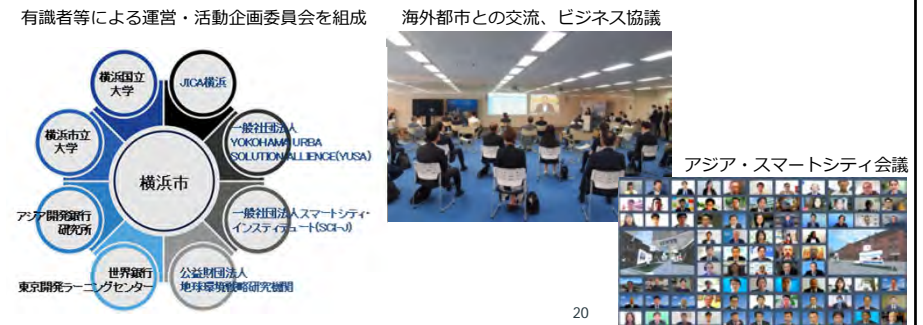 有識者等による運営・活動企画委員会を組成
海外都市との交流、ビジネス協議
横浜国立
大学
JICA横浜
横浜市立
大学
一般社団法人
YOKOHAMA URBA
SOLUTION ALLIENCE(YUSA)
横浜市
アジア開発銀行
研究所
一般社団法人スマートシティ・
インスティテュート(SCI-J)
世界銀行
東京開発ラーニングセンター
公益財団法人
地球環境戦略研究機関
アジア・スマートシティ会議
20